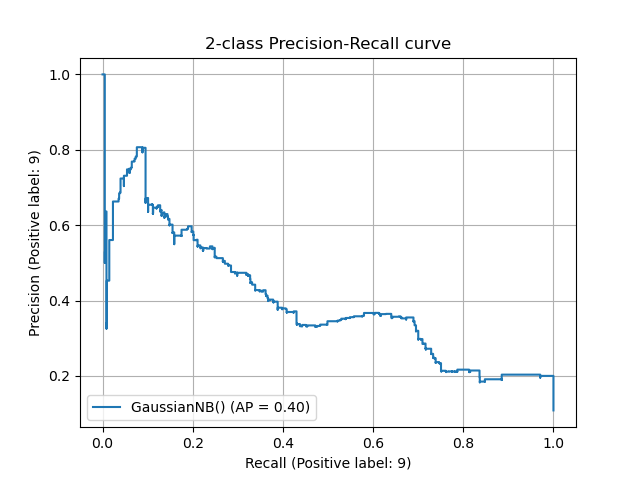 2-class Precision-Recall curve
1.0
0.8
0.6
0.4
0.2
Precision (Positive label: 9)
GaussianNB() (AP = 0.40)
0.0 0.2 0.4 0.6 0.8 1.0
Recall (Positive label: 9)